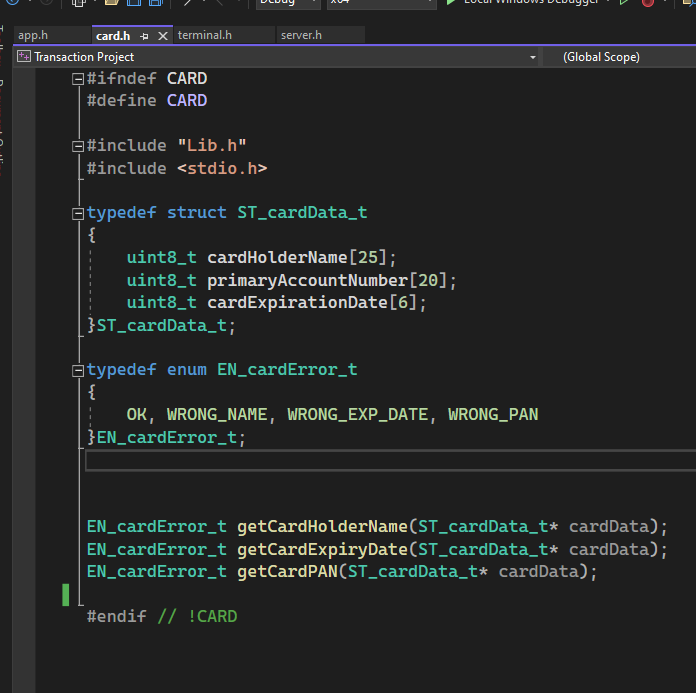 Debug x64 Local Windows Debugger
app.h card.h terminal.h server.h
Transaction Project (Global Scope)
#ifndef CARD
#define CARD
#include "Lib.h"
#include <stdio.h>
typedef struct ST_cardData_t
{
uint8_t cardHolderName[25];
uint8_t primaryAccountNumber[20];
uint8_t cardExpirationDate[6];
}ST_cardData_t;
typedef enum EN_cardError_t
{
OK, WRONG_NAME, WRONG_EXP_DATE, WRONG_PAN
}EN_cardError_t;
EN_cardError_t getCardHolderName(ST_cardData_t* cardData);
EN_cardError_t getCardExpiryDate(ST_cardData_t* cardData);
EN_cardError_t getCardPAN(ST_cardData_t* cardData);
#endif // !CARD